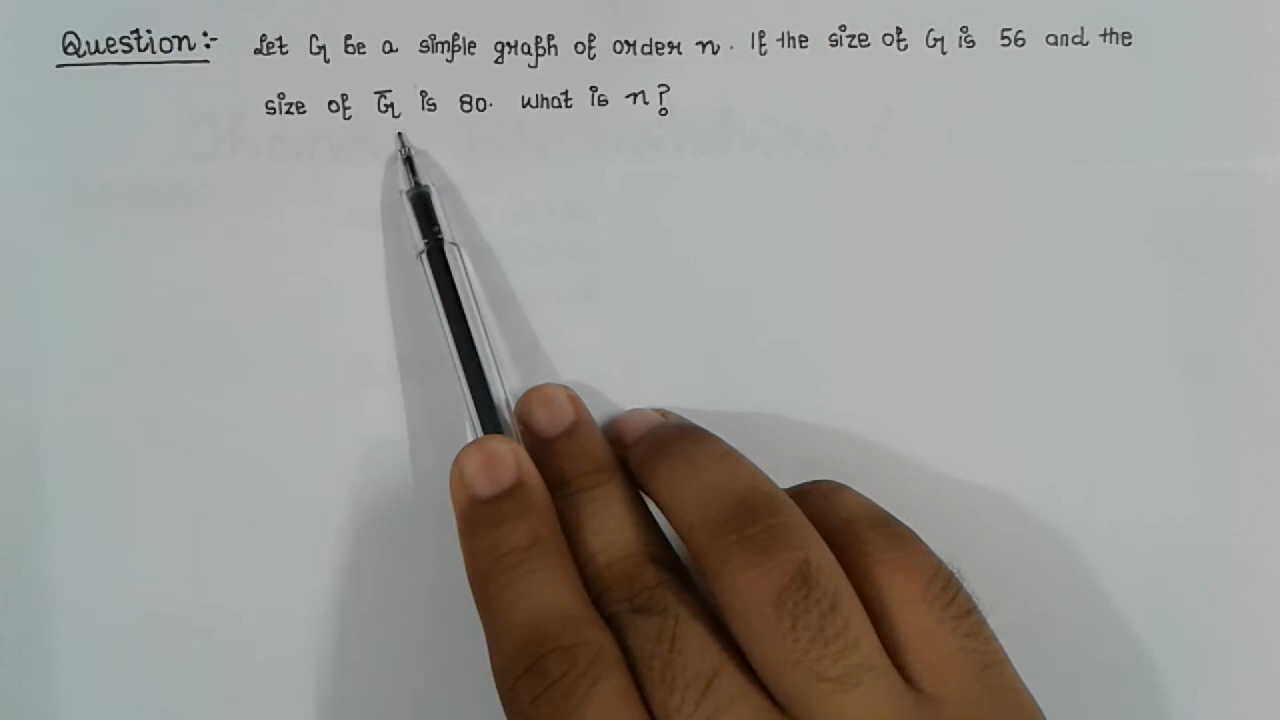 Question:- Let G be a simple graph of order n. If the size of G is 56 and the
size of G̅ is 80. What is n?